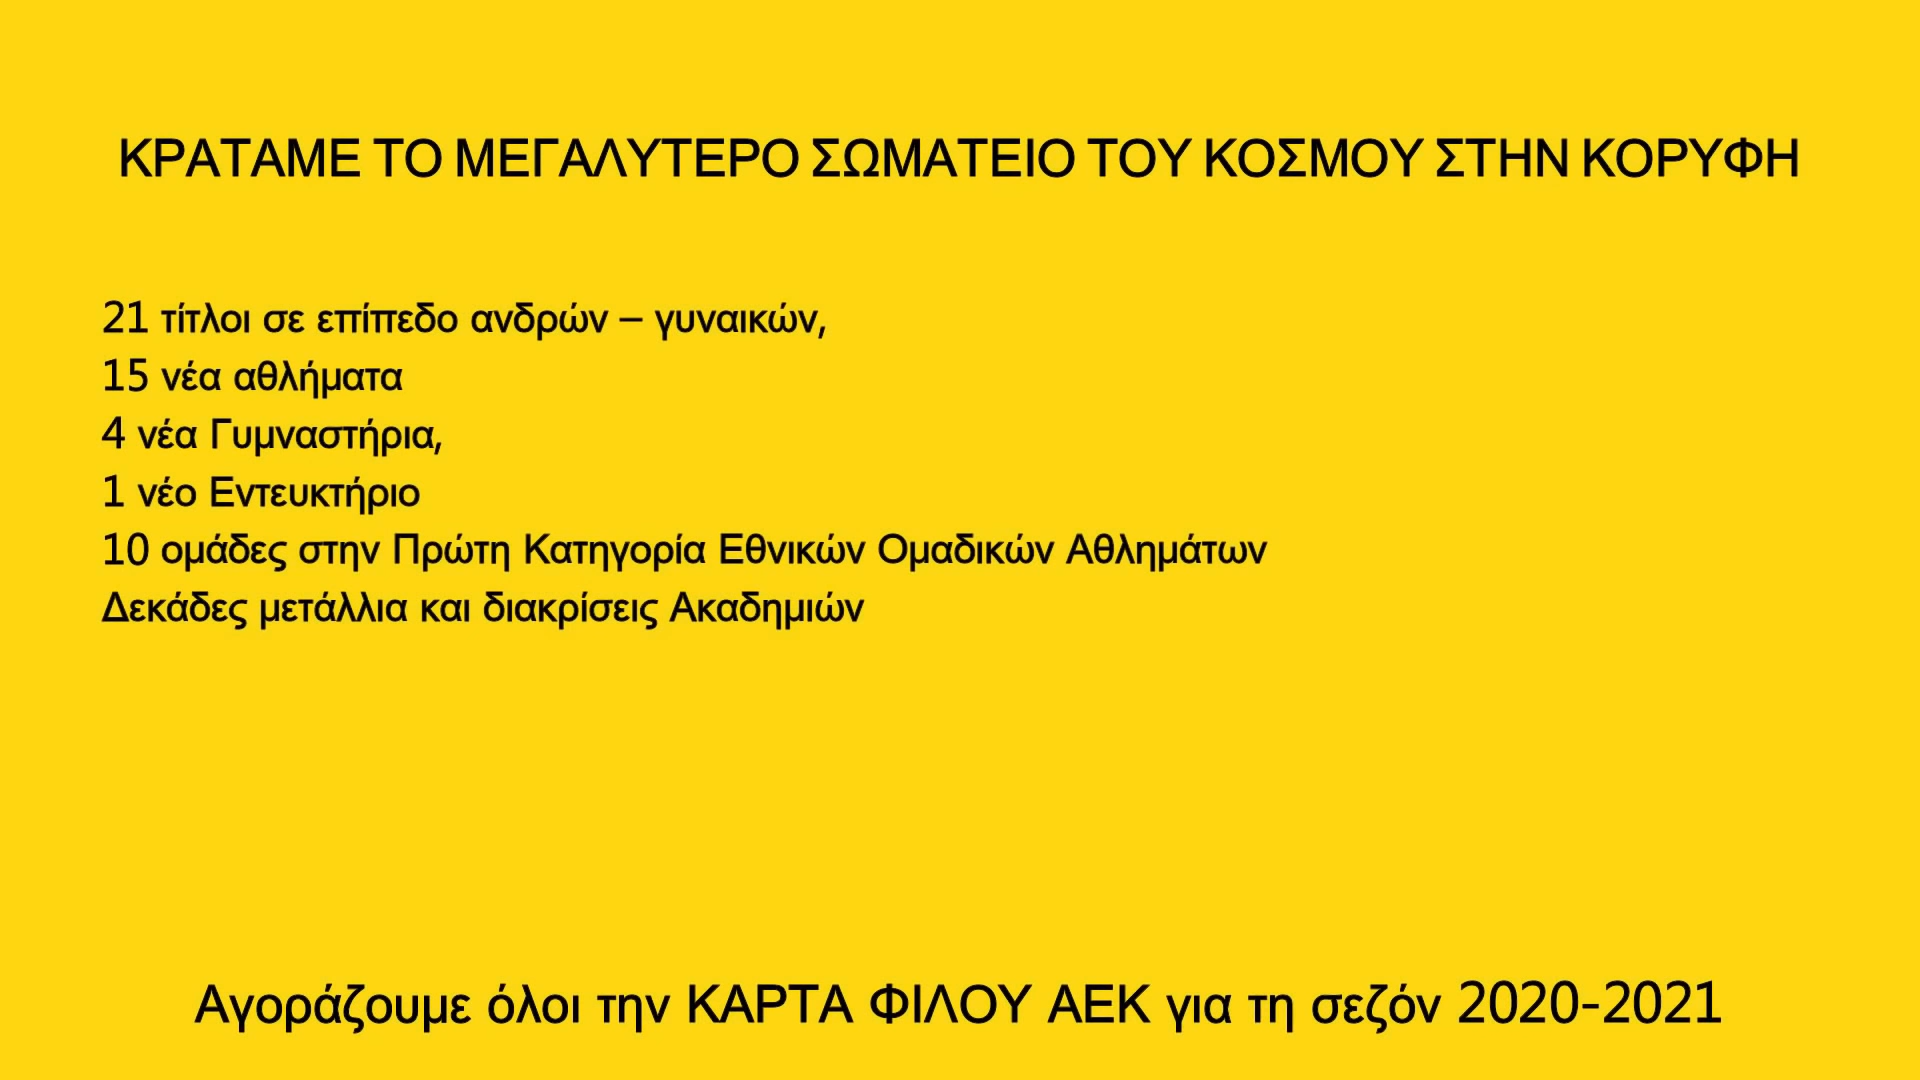 ΚΡΑΤΑΜΕ ΤΟ ΜΕΓΑΛΥΤΕΡΟ ΣΩΜΑΤΕΙΟ ΤΟΥ ΚΟΣΜΟΥ ΣΤΗΝ ΚΟΡΥΦΗ
21 τίτλοι σε επίπεδο ανδρών – γυναικών,
15 νέα αθλήματα
4 νέα Γυμναστήρια,
1 νέο Εντευκτήριο
10 ομάδες στην Πρώτη Κατηγορία Εθνικών Ομαδικών Αθλημάτων
Δεκάδες μετάλλια και διακρίσεις Ακαδημιών
Αγοράζουμε όλοι την ΚΑΡΤΑ ΦΙΛΟΥ ΑΕΚ για τη σεζόν 2020-2021